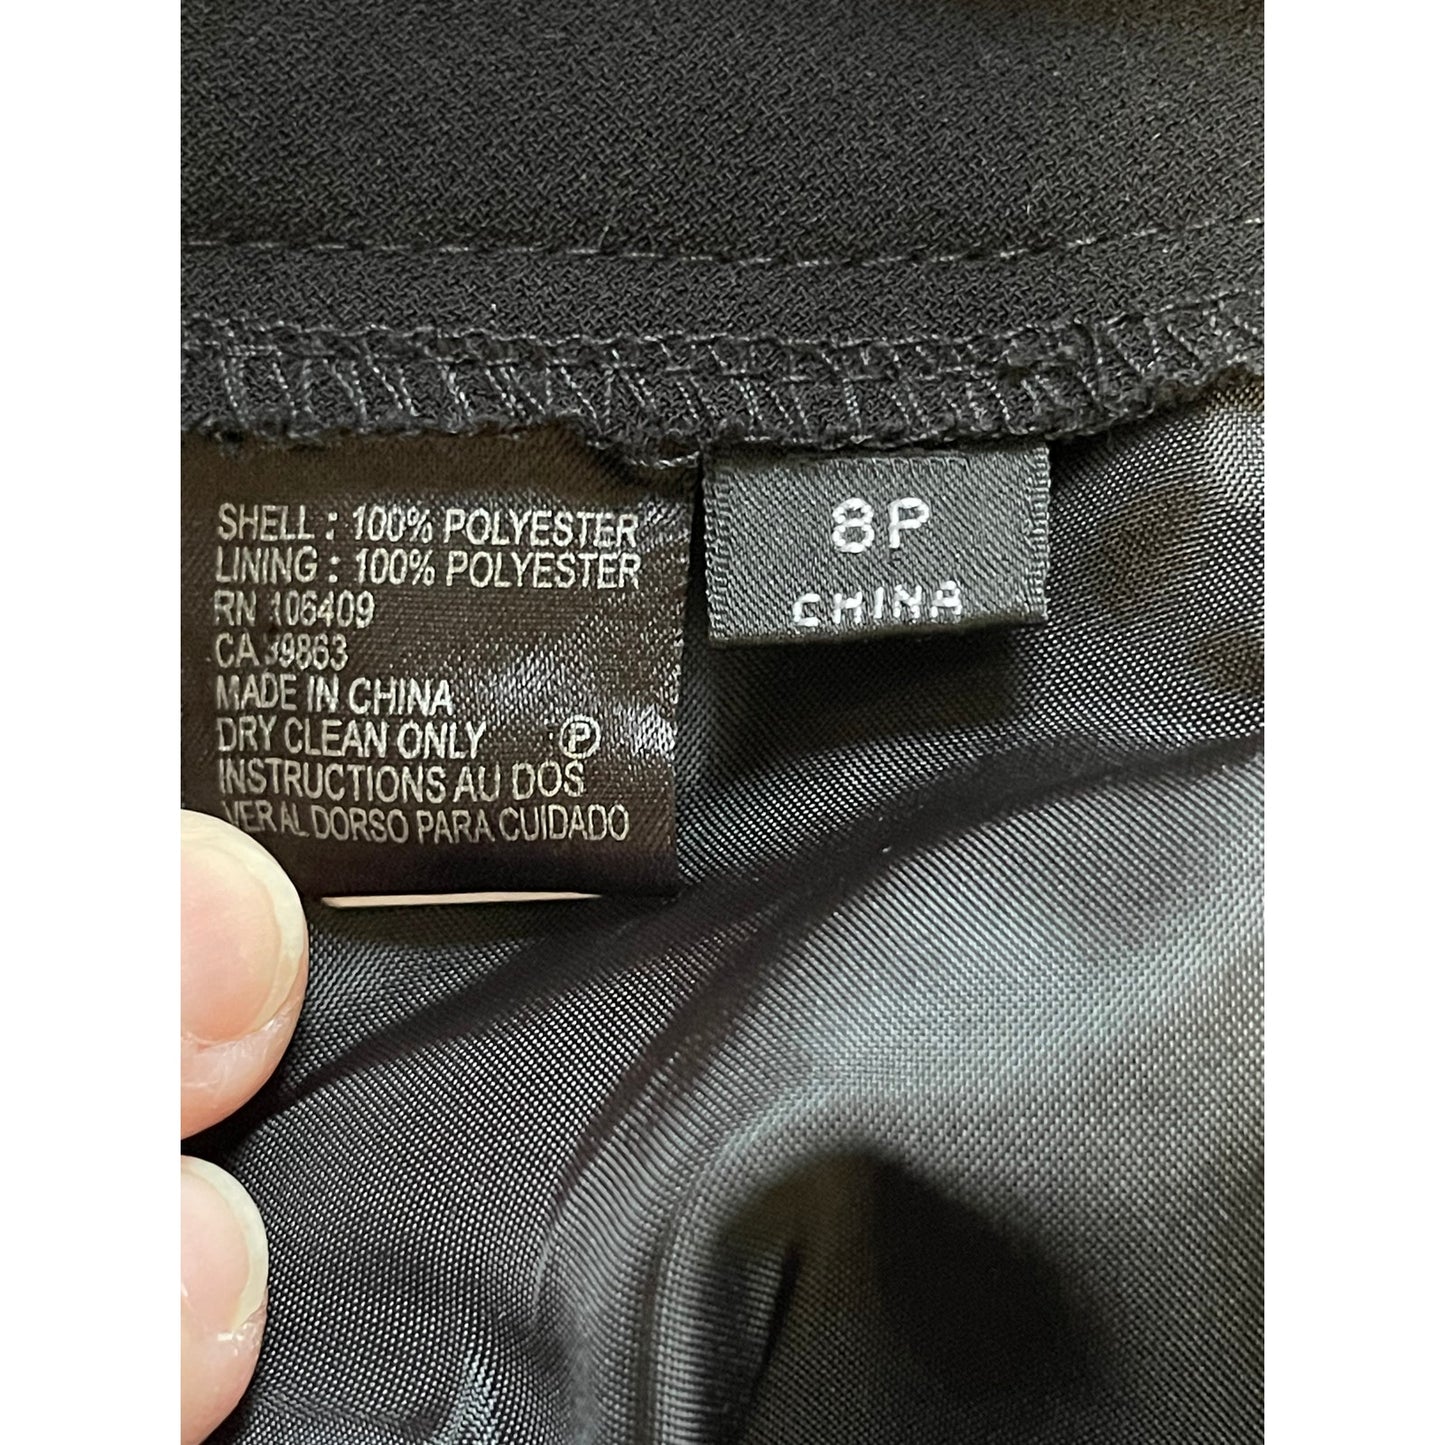 SHELL : 100% POLYESTER
LINING : 100% POLYESTER
RN 106409
CA 39863
MADE IN CHINA
DRY CLEAN ONLY Ⓟ
INSTRUCTIONS AU DOS
VER AL DORSO PARA CUIDADO
8P
CHINA